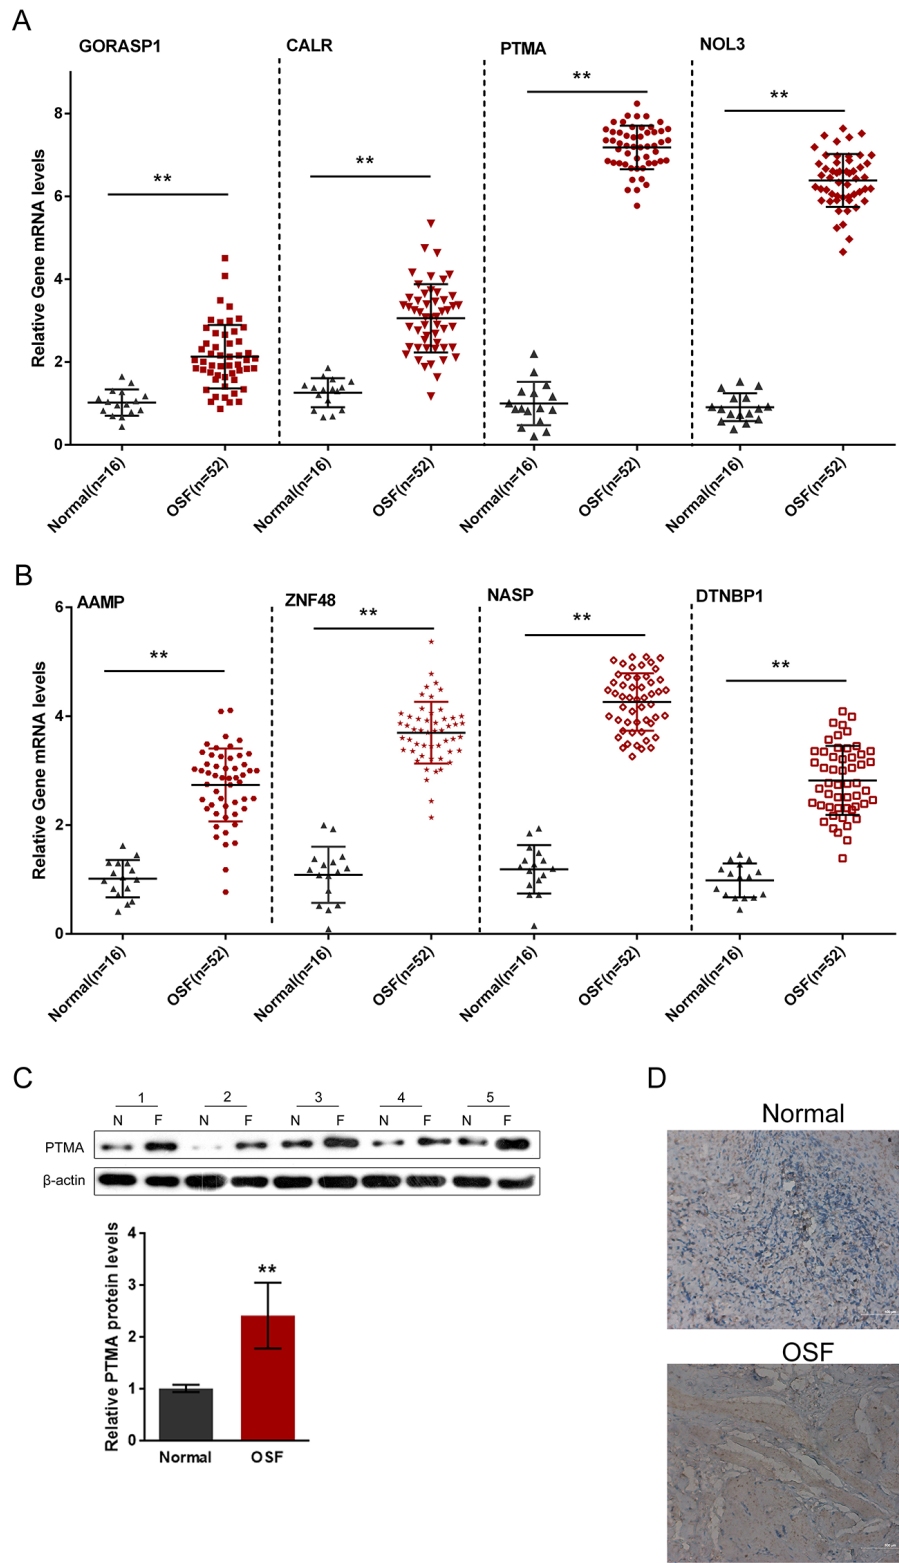 A
GORASP1 CALR PTMA NOL3
** ** ** **
Relative Gene mRNA levels
8
6
4
2
0
Normal(n=16) OSF(n=52) Normal(n=16) OSF(n=52) Normal(n=16) OSF(n=52) Normal(n=16) OSF(n=52)
B
AAMP ZNF48 NASP DTNBP1
** ** ** **
Relative Gene mRNA levels
6
4
2
0
Normal(n=16) OSF(n=52) Normal(n=16) OSF(n=52) Normal(n=16) OSF(n=52) Normal(n=16) OSF(n=52)
C
1 2 3 4 5
N F N F N F N F N F
PTMA
β-actin
Relative PTMA protein levels
4
3
2
1
0
**
Normal OSF
D
Normal
OSF